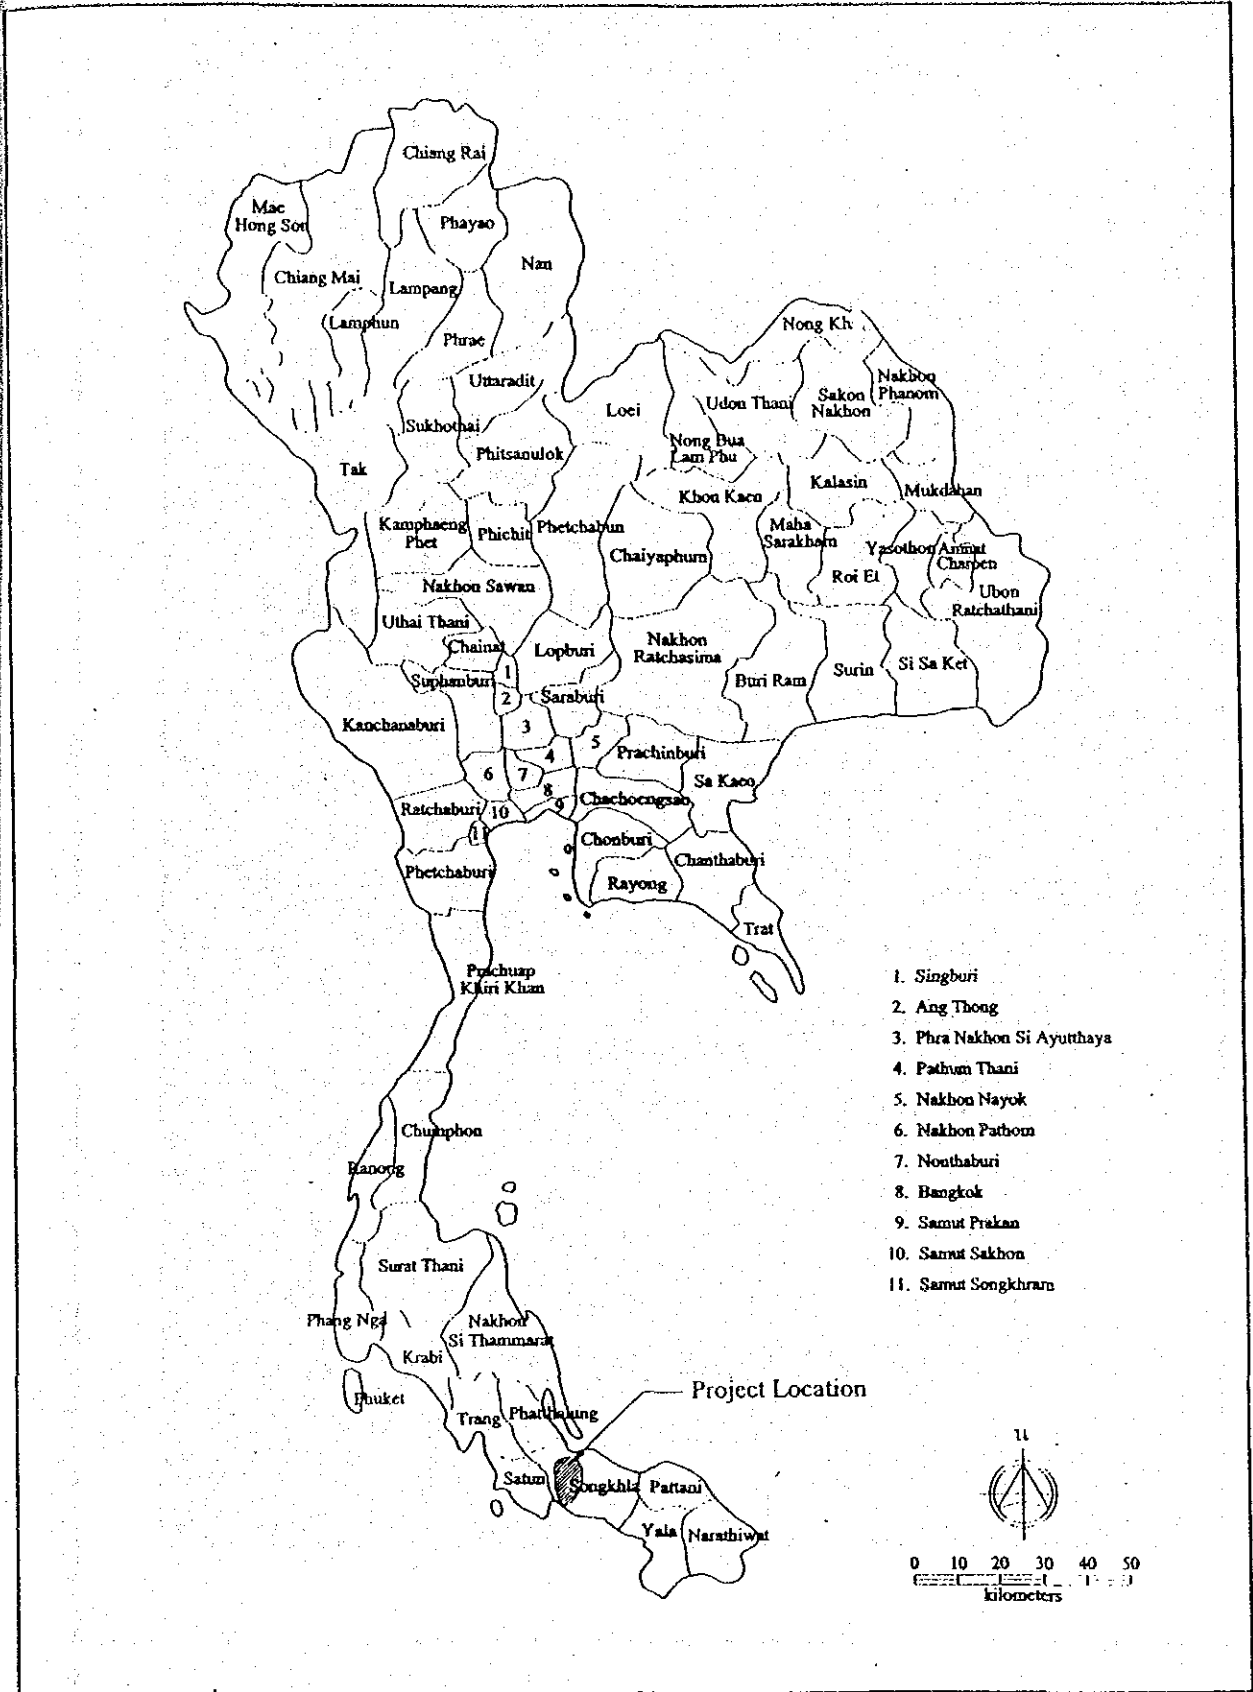 Chiang Rai
Mae
Hong Son
Phayao
Nan
Chiang Mai
Lampang
Lamphun
Phrae
Nong Kh
Uttaradit
Nakhon
Phanom
Loei
Udon Thani
Sakon
Nakhon
Sukhothai
Nong Bua
Lam Phu
Phitsanulok
Tak
Kalasin
Mukdahan
Khon Kaen
Kamphaeng
Phet
Phichit
Phetchabun
Maha
Sarakham
Chaiyaphum
Yasothon
Amnat
Charoen
Roi Et
Nakhon Sawan
Ubon
Ratchathani
Uthai Thani
Chainat
Lopburi
Nakhon
Ratchasima
Surin
Si Sa Ket
Buri Ram
Suphanburi
1
2
Saraburi
Kanchanaburi
3
4
5
Prachinburi
6
7
8
Sa Kaeo
Ratchaburi
10
9
Chachoengsao
11
Chonburi
Chanthaburi
Phetchaburi
Rayong
Trat
Prachuap
Khiri Khan
1. Singburi
2. Ang Thong
3. Phra Nakhon Si Ayutthaya
4. Pathum Thani
5. Nakhon Nayok
6. Nakhon Pathom
7. Nonthaburi
8. Bangkok
9. Samut Prakan
10. Samut Sakhon
11. Samut Songkhram
Chumphon
Ranong
Surat Thani
Phang Nga
Nakhon
Si Thammarat
Krabi
Phuket
Project Location
Trang
Phatthalung
Satun
Songkhla
Pattani
Yala
Narathiwat
0 10 20 30 40 50
kilometers